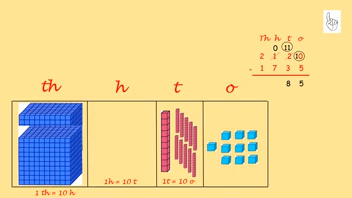 Th h t o
0 11
2 1 2 10
- 1 7 3 5
8 5
th h t o
1 th = 10 h
1h = 10 t
1t = 10 o